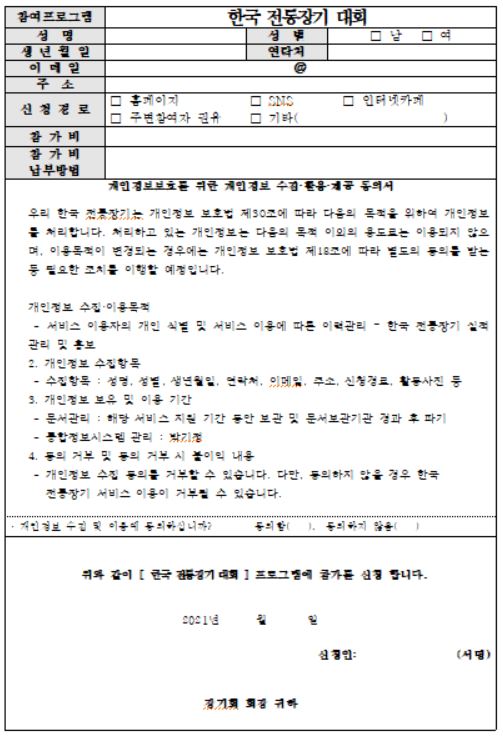 참여프로그램 한국 전통장기 대회
성 명 성 별 □ 남 □ 여
생 년 월 일 연락처
이 메 일 @
주 소
신 청 경 로 □ 홈페이지 □ SNS □ 인터넷카페
□ 주변참여자 권유 □ 기타( )
참 가 비
참 가 비
납부방법
개인정보보호를 위한 개인정보 수집·활용·제공 동의서
우리 한국 전통장기는 개인정보 보호법 제30조에 따라 다음의 목적을 위하여 개인정보
를 처리합니다. 처리하고 있는 개인정보는 다음의 목적 이외의 용도로는 이용되지 않으
며, 이용목적이 변경되는 경우에는 개인정보 보호법 제18조에 따라 별도의 동의를 받는
등 필요한 조치를 이행할 예정입니다.
개인정보 수집·이용목적
- 서비스 이용자의 개인 식별 및 서비스 이용에 따른 이력관리 - 한국 전통장기 실적
관리 및 홍보
2. 개인정보 수집항목
- 수집항목 : 성명, 성별, 생년월일, 연락처, 이메일, 주소, 신청경로, 활동사진 등
3. 개인정보 보유 및 이용 기간
- 문서관리 : 해당 서비스 지원 기간 동안 보관 및 문서보관기관 경과 후 파기
- 통합정보시스템 관리 : 반기정
4. 동의 거부 및 동의 거부 시 불이익 내용
- 개인정보 수집 동의를 거부할 수 있습니다. 다만, 동의하지 않을 경우 한국
전통장기 서비스 이용이 거부될 수 있습니다.
· 개인정보 수집 및 이용에 동의하십니까? 동의함( ), 동의하지 않음( )
위와 같이 [ 한국 전통장기 대회 ] 프로그램에 참가를 신청 합니다.
2021년 월 일
신청인: (서명)
장기회 회장 귀하